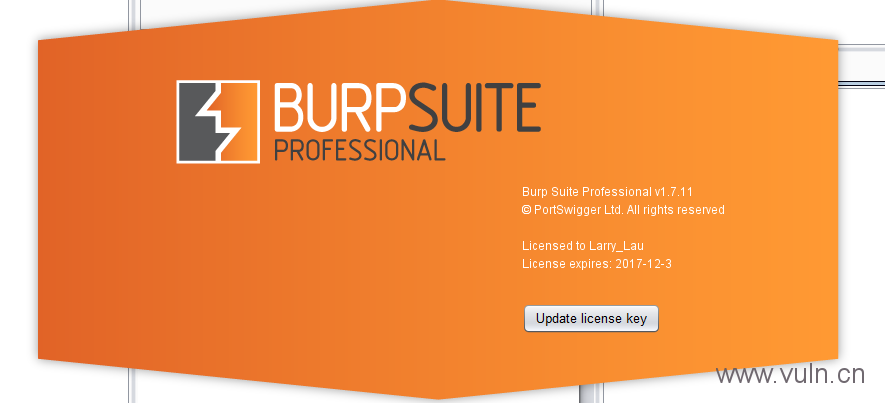 BURPSUITE
PROFESSIONAL
Burp Suite Professional v1.7.11
© PortSwigger Ltd. All rights reserved
Licensed to Larry_Lau
License expires: 2017-12-3
Update license key
www.vuln.cn